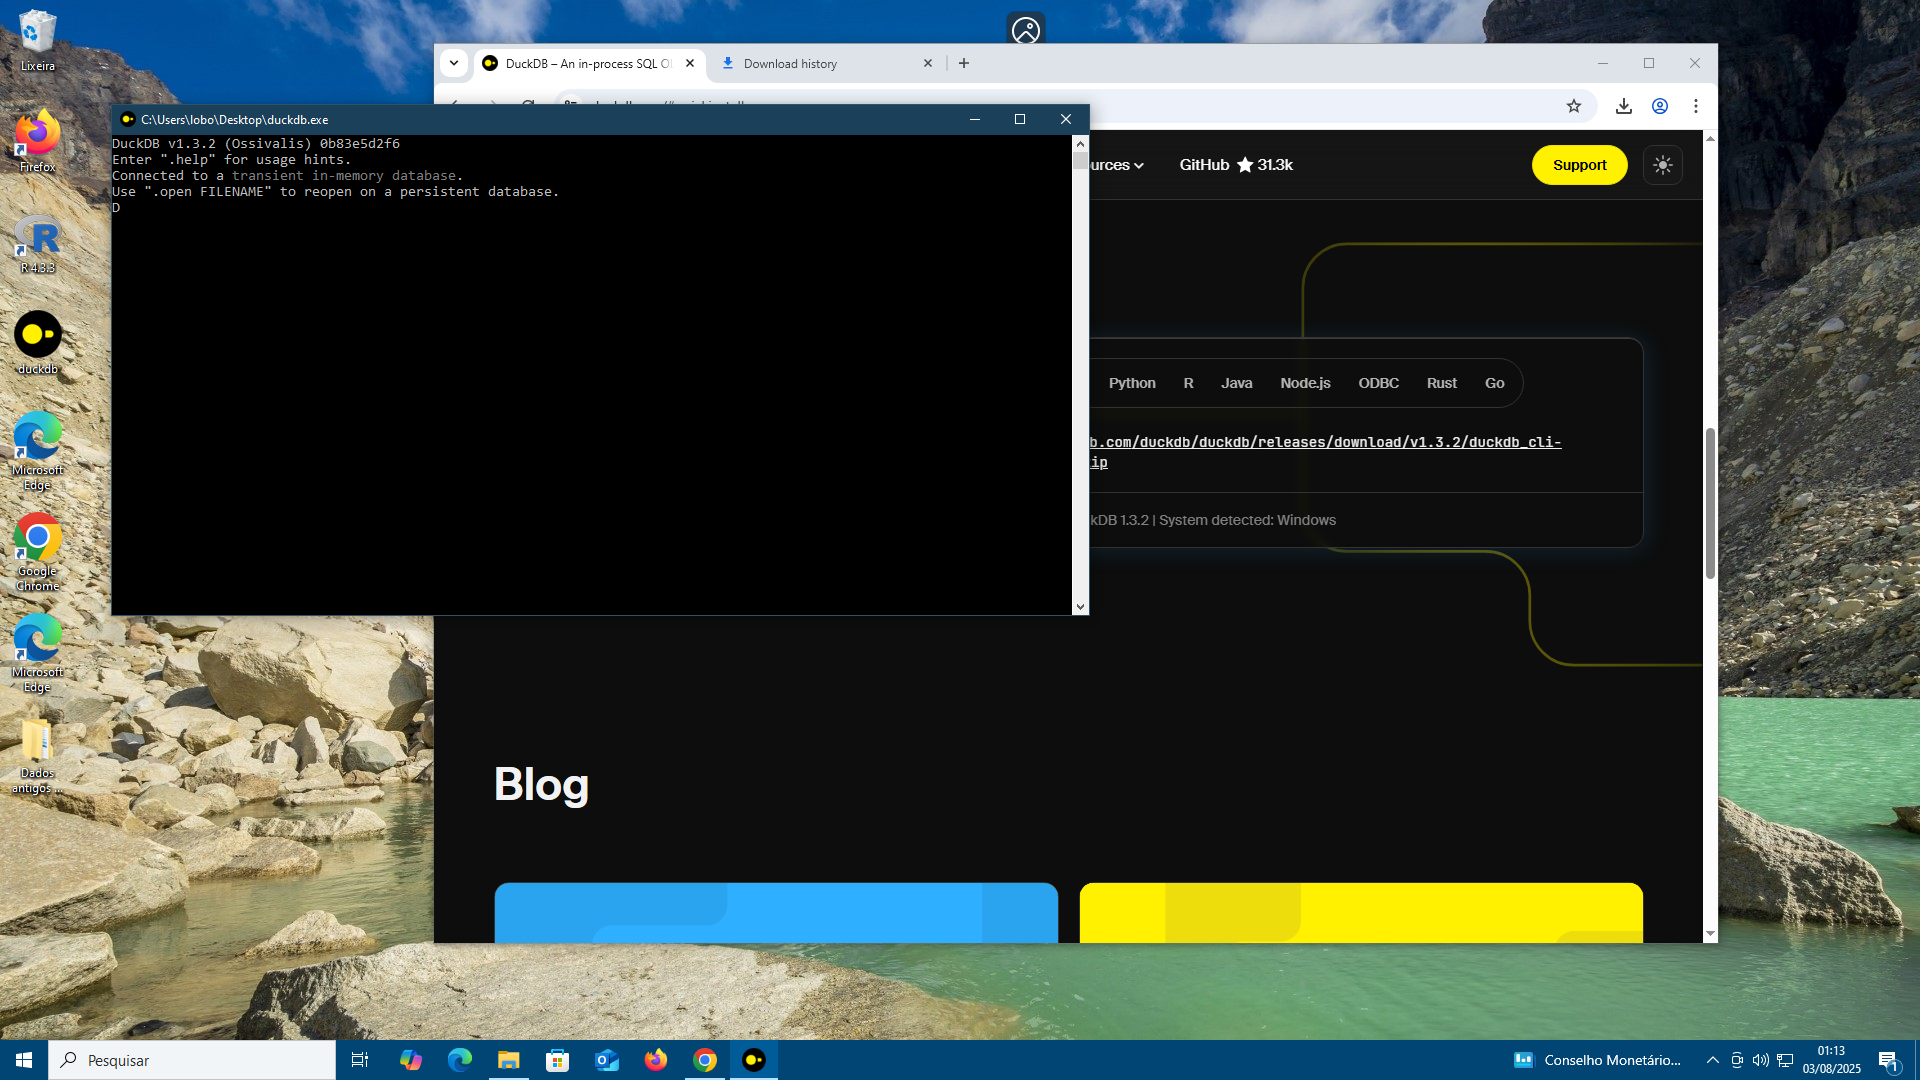 Lixeira
Firefox
R 4.3.3
duckdb
Microsoft
Edge
Google
Chrome
Microsoft
Edge
Dados
antigos ...
DuckDB – An in-process SQL OL
Download history
C:\Users\lobo\Desktop\duckdb.exe
DuckDB v1.3.2 (Ossivalis) 0b83e5d2f6
Enter ".help" for usage hints.
Connected to a transient in-memory database.
Use ".open FILENAME" to reopen on a persistent database.
D
urces
GitHub 31.3k
Support
Python R Java Node.js ODBC Rust Go
b.com/duckdb/duckdb/releases/download/v1.3.2/duckdb_cli-
ip
kDB 1.3.2 | System detected: Windows
Blog
Pesquisar
Conselho Monetário...
01:13
03/08/2025
1